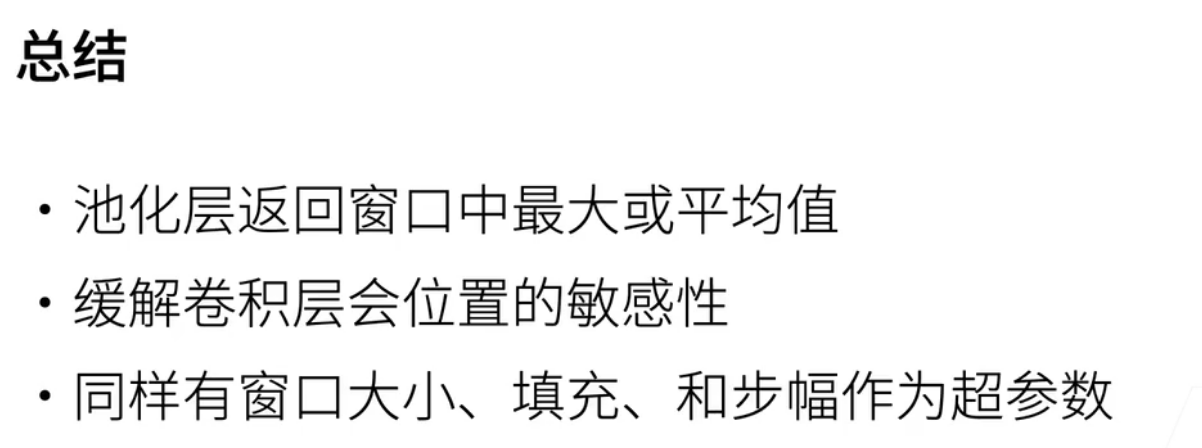 总结
• 池化层返回窗口中最大或平均值
• 缓解卷积层会位置的敏感性
• 同样有窗口大小、填充、和步幅作为超参数